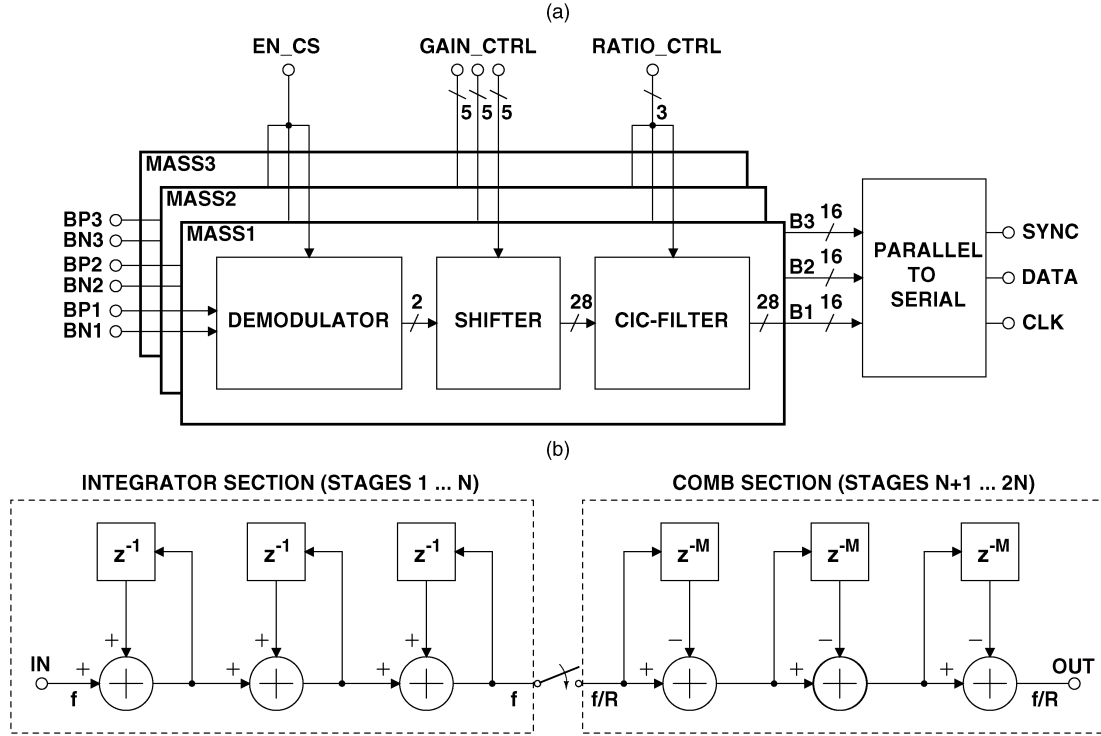 (a)
EN_CS GAIN_CTRL RATIO_CTRL
5 5 5 3
MASS3
MASS2
MASS1
BP3
BN3
BP2
BN2
BP1
BN1
DEMODULATOR 2 SHIFTER 28 CIC-FILTER 28
B3 16
B2 16
B1 16
PARALLEL
TO
SERIAL
SYNC
DATA
CLK
(b)
INTEGRATOR SECTION (STAGES 1 ... N) COMB SECTION (STAGES N+1 ... 2N)
z-1 z-1 z-1 z-M z-M z-M
+ + + − − −
IN + + + + + + OUT
f f f/R f/R